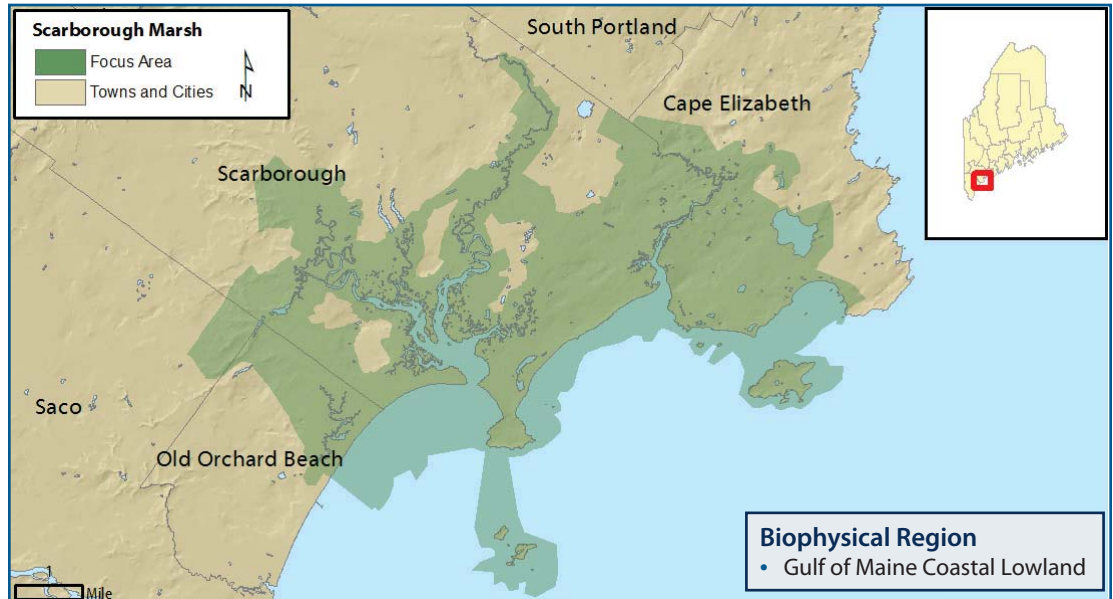 Scarborough Marsh
Focus Area
Towns and Cities
N
South Portland
Cape Elizabeth
Scarborough
Saco
Old Orchard Beach
1
Mile
Biophysical Region
• Gulf of Maine Coastal Lowland